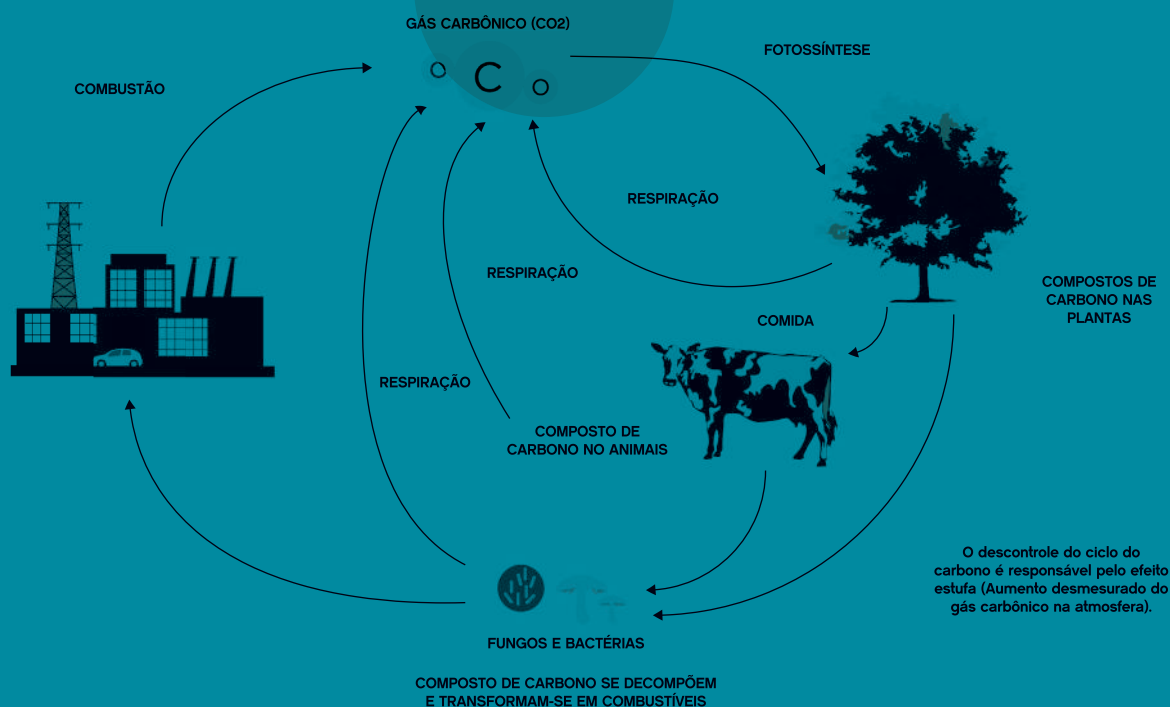 GÁS CARBÔNICO (CO2)
O C O
FOTOSSÍNTESE
COMBUSTÃO
RESPIRAÇÃO
RESPIRAÇÃO
COMPOSTOS DE
CARBONO NAS
PLANTAS
COMIDA
RESPIRAÇÃO
COMPOSTO DE
CARBONO NO ANIMAIS
O descontrole do ciclo do
carbono é responsável pelo efeito
estufa (Aumento desmesurado do
gás carbônico na atmosfera).
FUNGOS E BACTÉRIAS
COMPOSTO DE CARBONO SE DECOMPÕEM
E TRANSFORMAM-SE EM COMBUSTÍVEIS